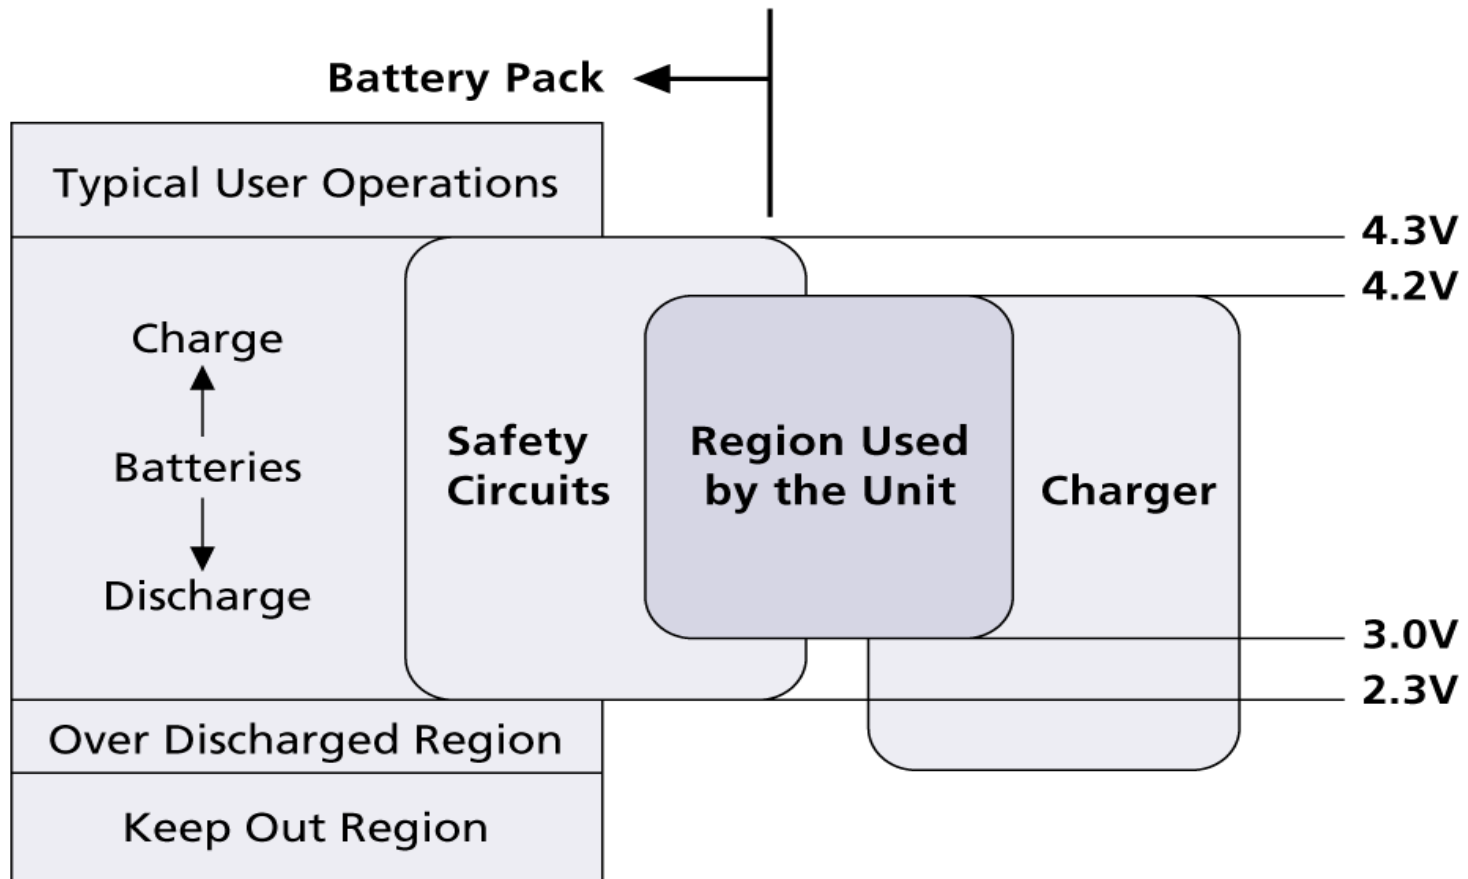 Battery Pack
Typical User Operations
4.3V
4.2V
Charge
Batteries
Discharge
Safety
Circuits
Region Used
by the Unit
Charger
3.0V
2.3V
Over Discharged Region
Keep Out Region